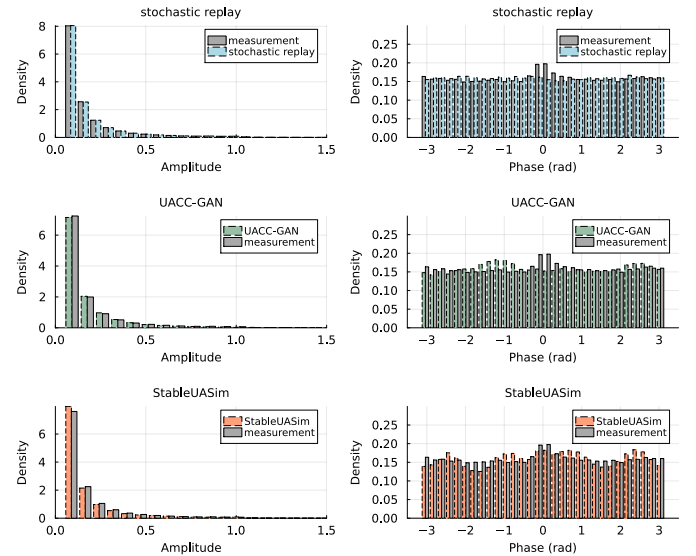 stochastic replay
Density
8
6
4
2
0
measurement
stochastic replay
0.0 0.5 1.0 1.5
Amplitude
stochastic replay
Density
0.25
0.20
0.15
0.10
0.05
0.00
measurement
stochastic replay
−3 −2 −1 0 1 2 3
Phase (rad)
UACC-GAN
Density
6
4
2
0
UACC-GAN
measurement
0.0 0.5 1.0 1.5
Amplitude
UACC-GAN
Density
0.25
0.20
0.15
0.10
0.05
0.00
UACC-GAN
measurement
−3 −2 −1 0 1 2 3
Phase (rad)
StableUASim
Density
6
4
2
0
StableUASim
measurement
0.0 0.5 1.0 1.5
Amplitude
StableUASim
Density
0.25
0.20
0.15
0.10
0.05
0.00
StableUASim
measurement
−3 −2 −1 0 1 2 3
Phase (rad)